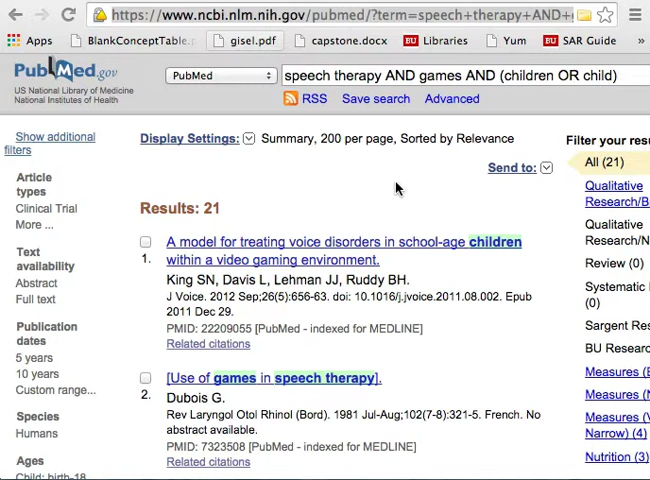 https://www.ncbi.nlm.nih.gov/pubmed/?term=speech+therapy+AND+g
Apps BlankConceptTable. gisel.pdf capstone.docx BU Libraries Yum BU SAR Guide
PubMed.gov
US National Library of Medicine
National Institutes of Health
PubMed
speech therapy AND games AND (children OR child)
RSS Save search Advanced
Show additional
filters
Article
types
Clinical Trial
More ...
Text
availability
Abstract
Full text
Publication
dates
5 years
10 years
Custom range...
Species
Humans
Ages
Child: birth-18
Display Settings: Summary, 200 per page, Sorted by Relevance
Send to:
Results: 21
A model for treating voice disorders in school-age children
1. within a video gaming environment.
King SN, Davis L, Lehman JJ, Ruddy BH.
J Voice. 2012 Sep;26(5):656-63. doi: 10.1016/j.jvoice.2011.08.002. Epub
2011 Dec 29.
PMID: 22209055 [PubMed - indexed for MEDLINE]
Related citations
[Use of games in speech therapy].
2. Dubois G.
Rev Laryngol Otol Rhinol (Bord). 1981 Jul-Aug;102(7-8):321-5. French. No
abstract available.
PMID: 7323508 [PubMed - indexed for MEDLINE]
Related citations
Filter your resu
All (21)
Qualitative
Research/B
Qualitative
Research/N
Review (0)
Systematic
(0)
Sargent Res
BU Researc
Measures (E
Measures (N
Measures (V
Narrow) (4)
Nutrition (3)